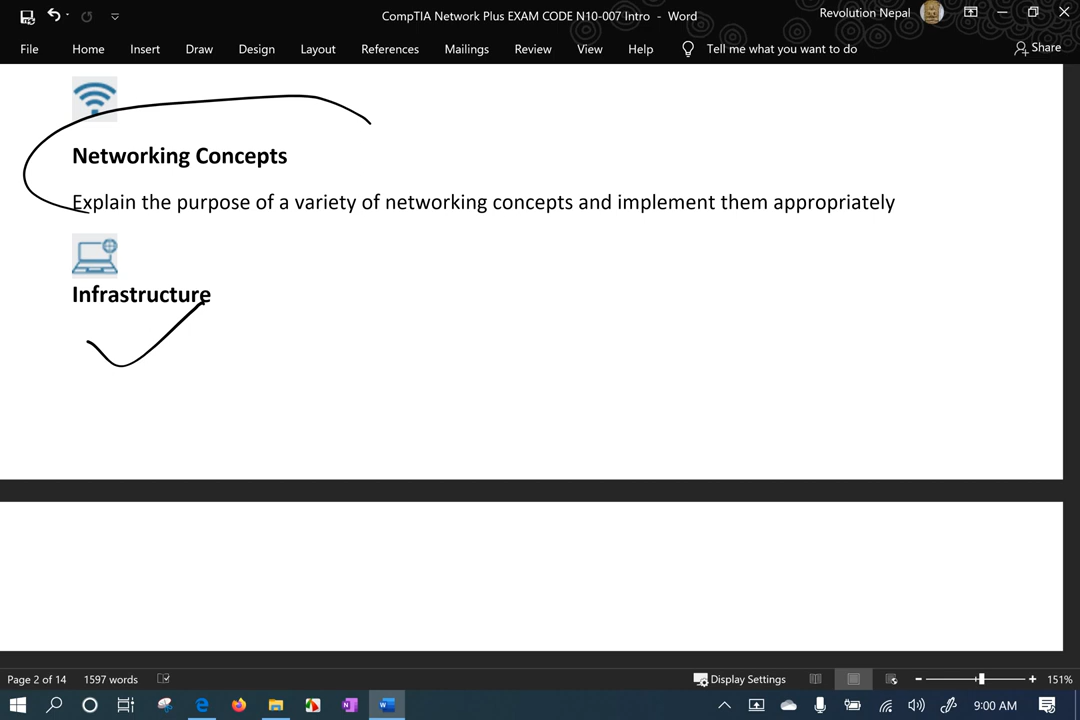 CompTIA Network Plus EXAM CODE N10-007 Intro - Word
Revolution Nepal
File Home Insert Draw Design Layout References Mailings Review View Help Tell me what you want to do Share
Networking Concepts
Explain the purpose of a variety of networking concepts and implement them appropriately
Infrastructure
Page 2 of 14 1597 words Display Settings 151%
9:00 AM